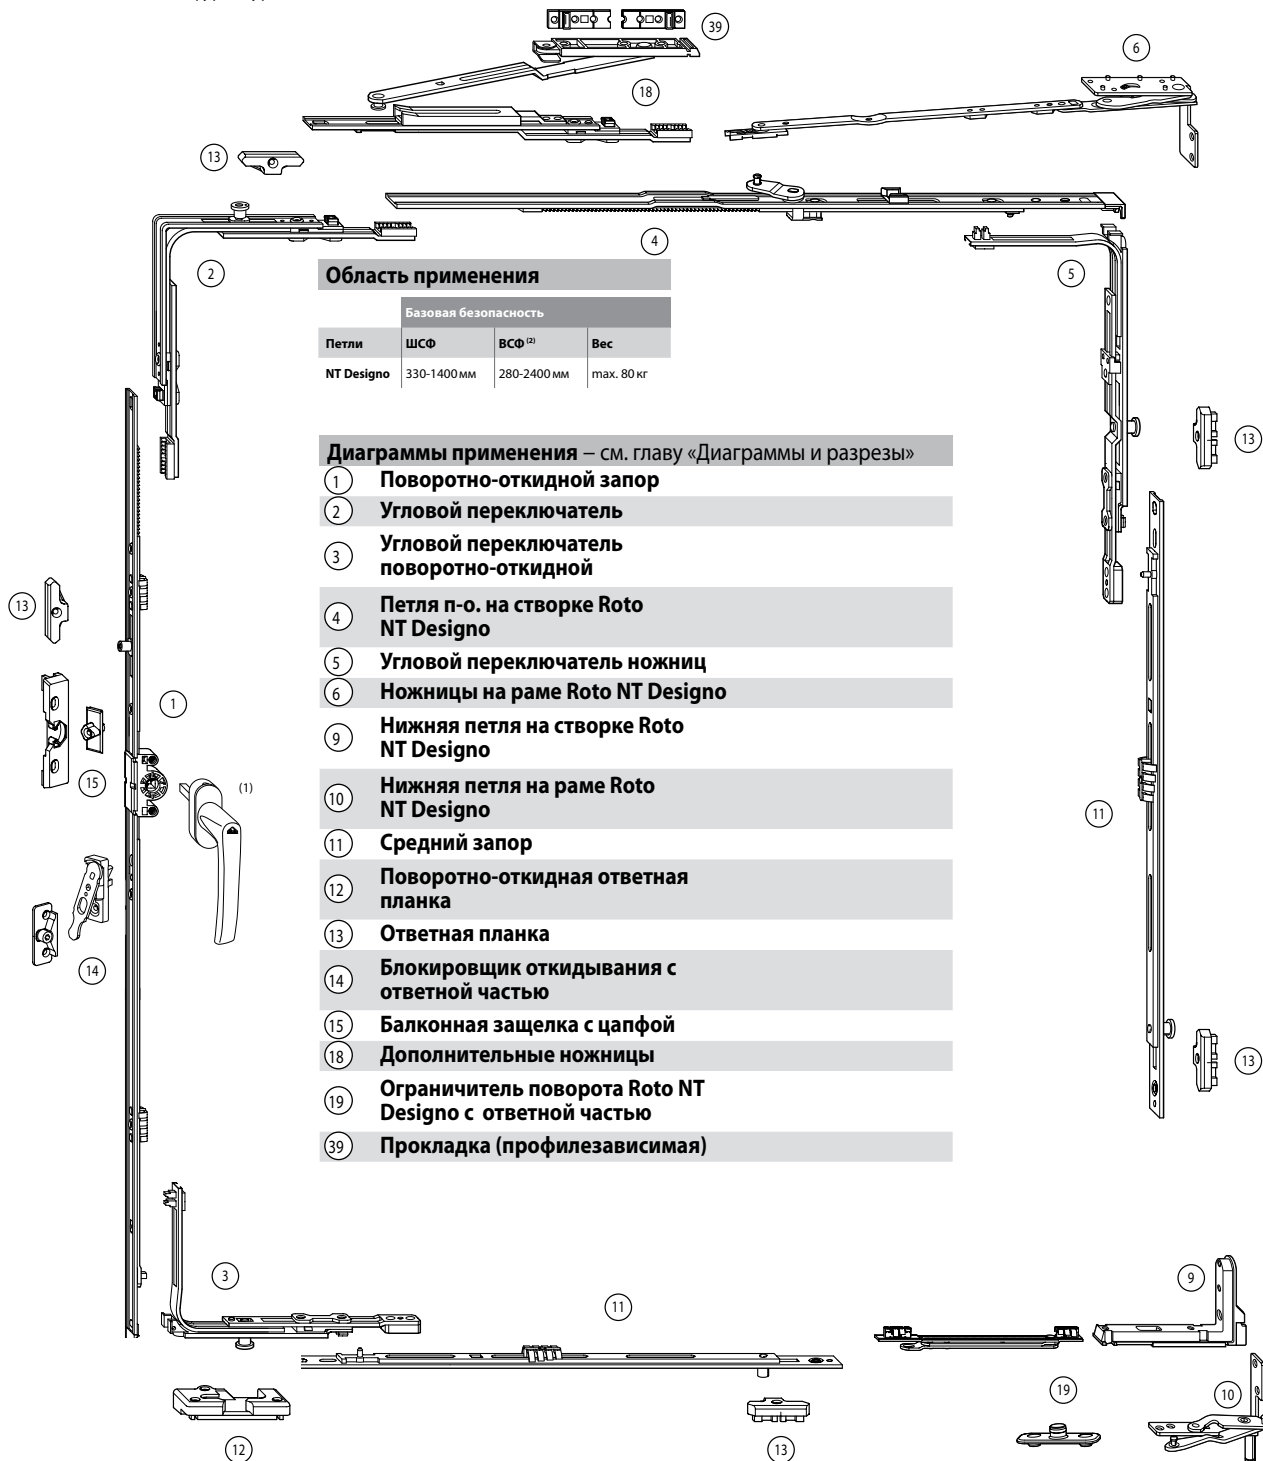 39
6
18
13
4
2
5
Область применения
Базовая безопасность
Петли ШСФ ВСФ (2) Вес
NT Designo 330-1400 мм 280-2400 мм max. 80 кг
13
Диаграммы применения – см. главу «Диаграммы и разрезы»
1 Поворотно-откидной запор
2 Угловой переключатель
3 Угловой переключатель
поворотно-откидной
4 Петля п-о. на створке Roto
NT Designo
5 Угловой переключатель ножниц
6 Ножницы на раме Roto NT Designo
9 Нижняя петля на створке Roto
NT Designo
10 Нижняя петля на раме Roto
NT Designo
11 Средний запор
12 Поворотно-откидная ответная
планка
13 Ответная планка
14 Блокировщик откидывания с
ответной частью
15 Балконная защелка с цапфой
18 Дополнительные ножницы
19 Ограничитель поворота Roto NT
Designo с ответной частью
39 Прокладка (профилезависимая)
13
1
15
(1)
11
14
13
3
11
9
19
10
12
13